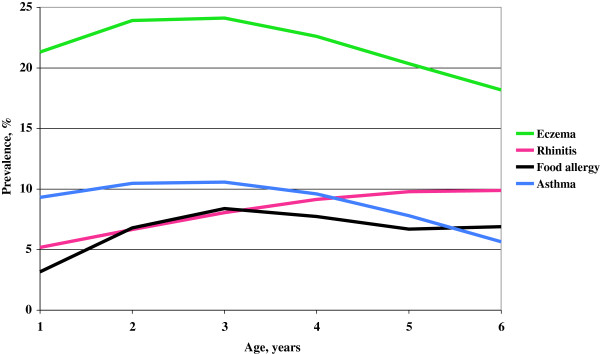 25
20
15
10
5
0
Prevalence, %
1 2 3 4 5 6
Age, years
Eczema
Rhinitis
Food allergy
Asthma